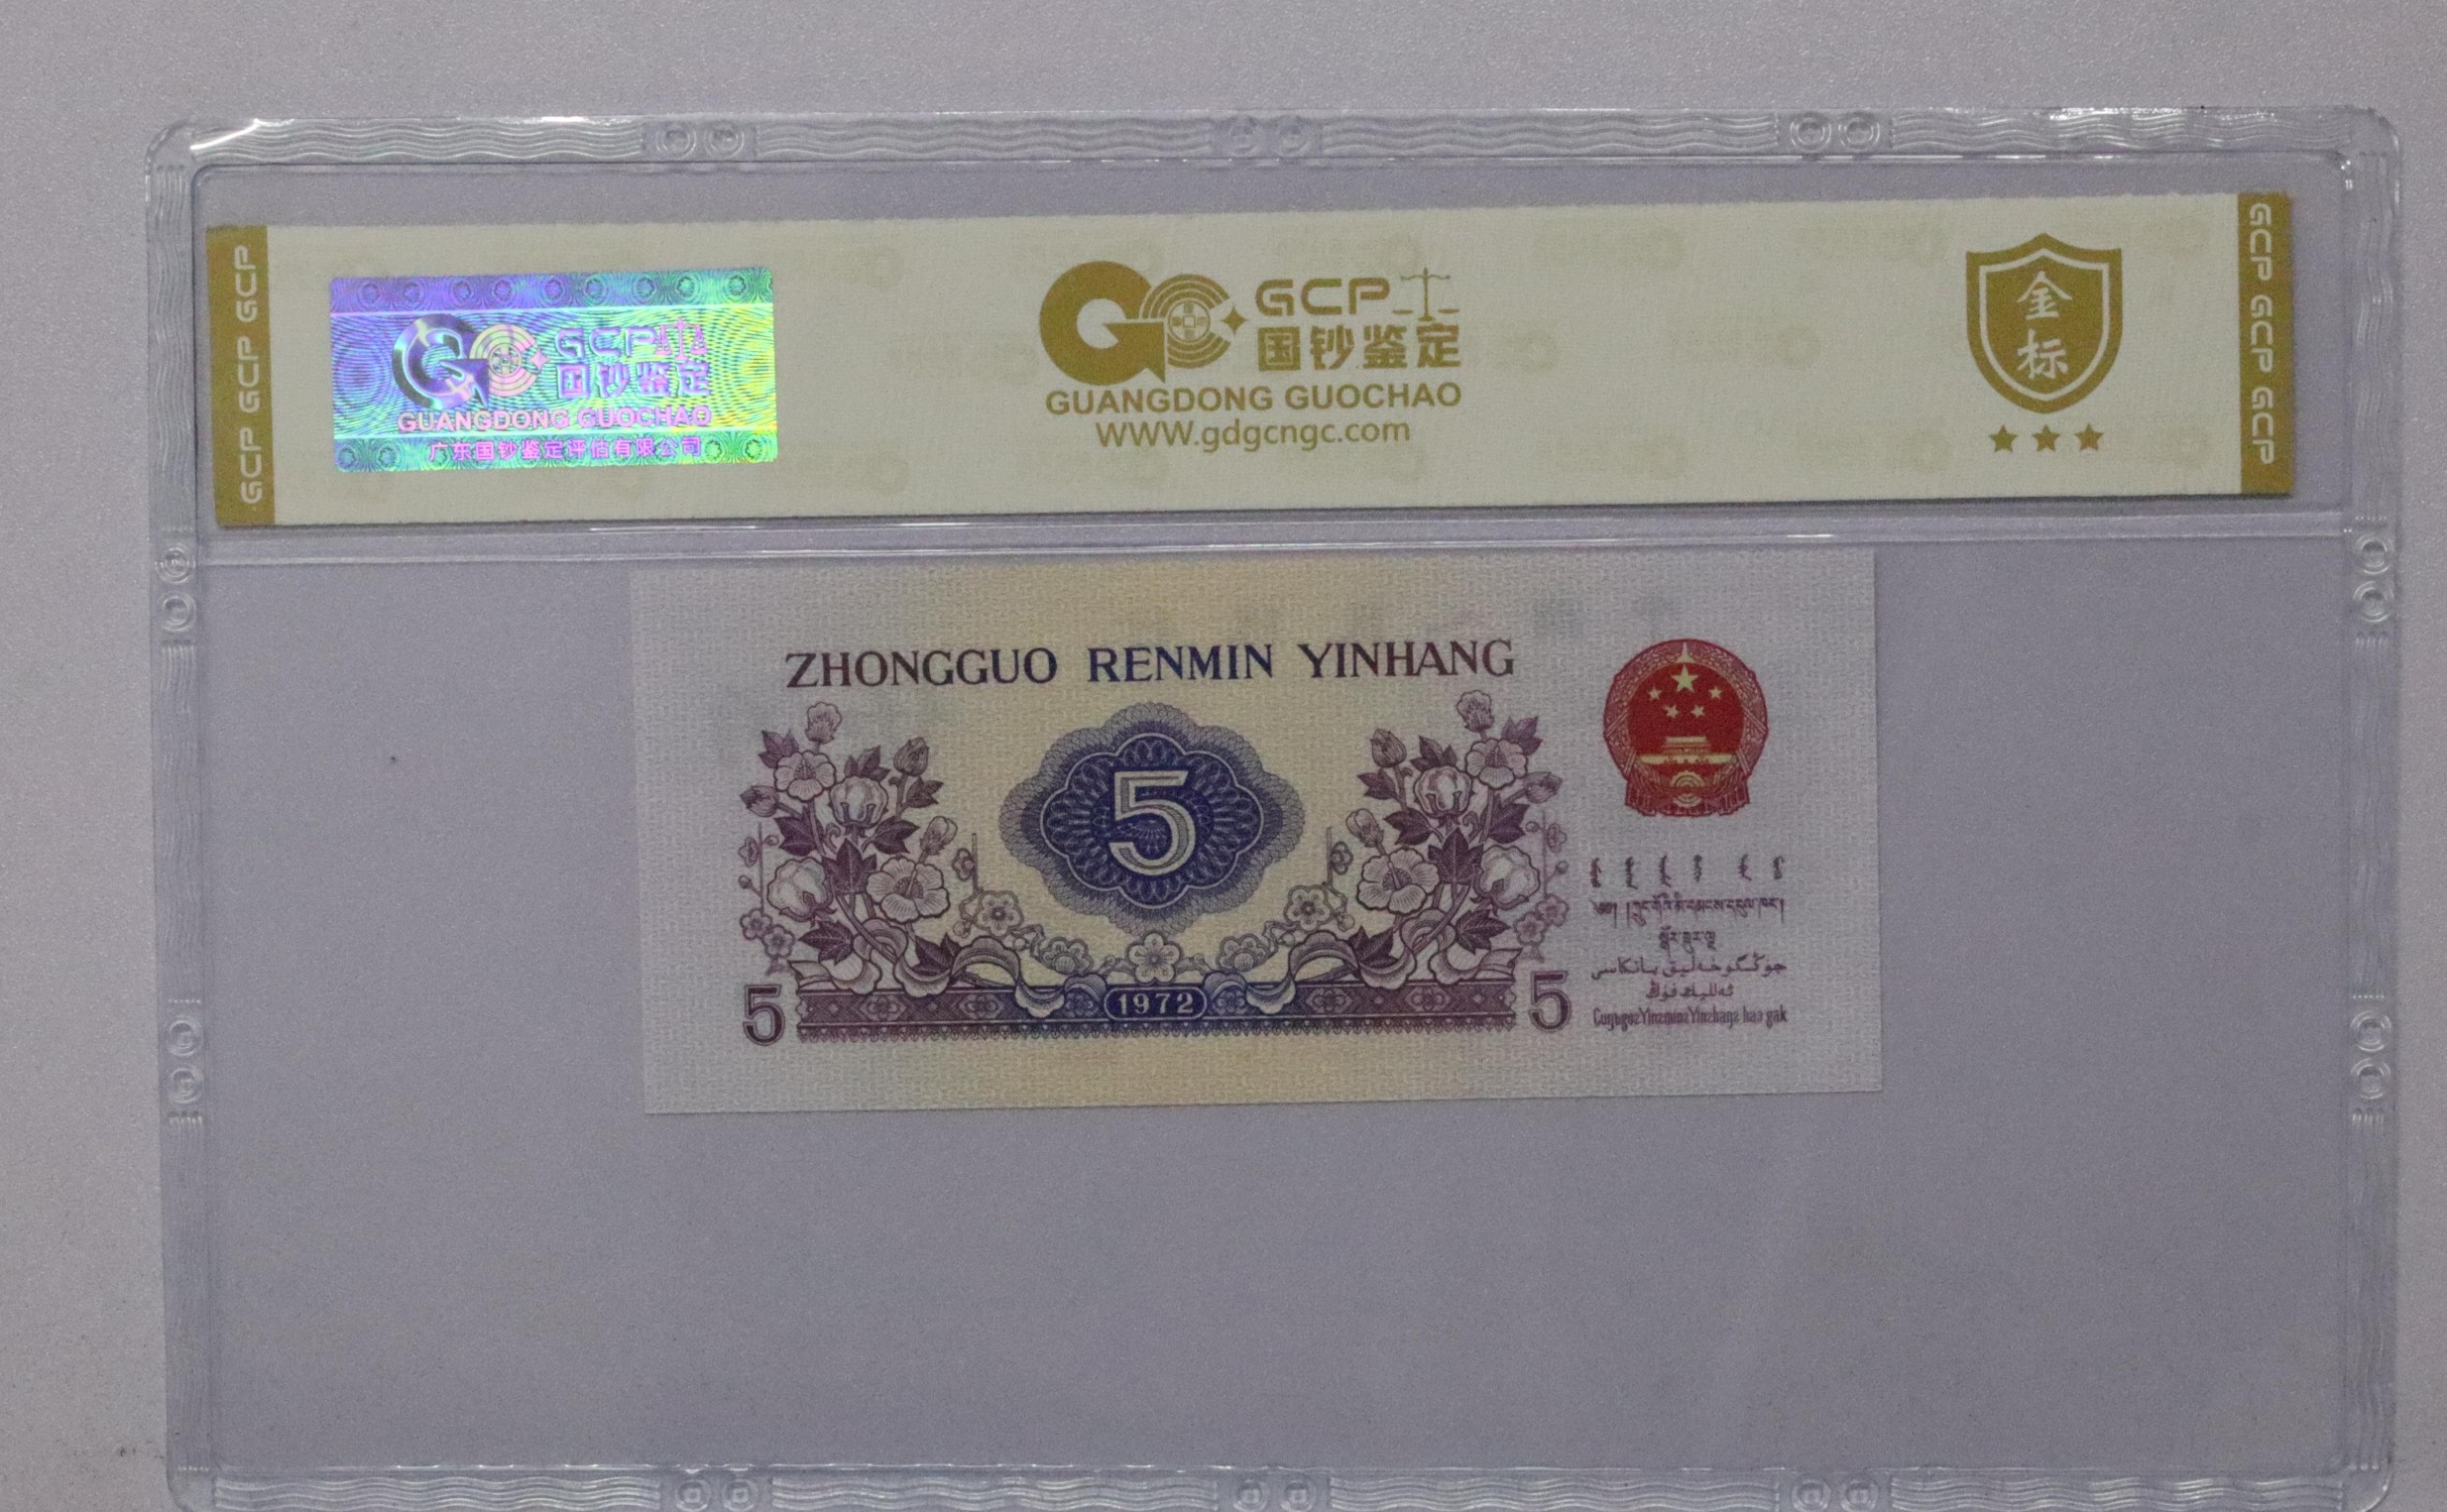 GCP GCP GCP
GCP
国钞鉴定
GUANGDONG GUOCHAO
广东国钞鉴定评估有限公司
GCP
国钞鉴定
GUANGDONG GUOCHAO
WWW.gdgcngc.com
金
标
GCP GCP GCP
ZHONGGUO RENMIN YINHANG
5
1972
5
5